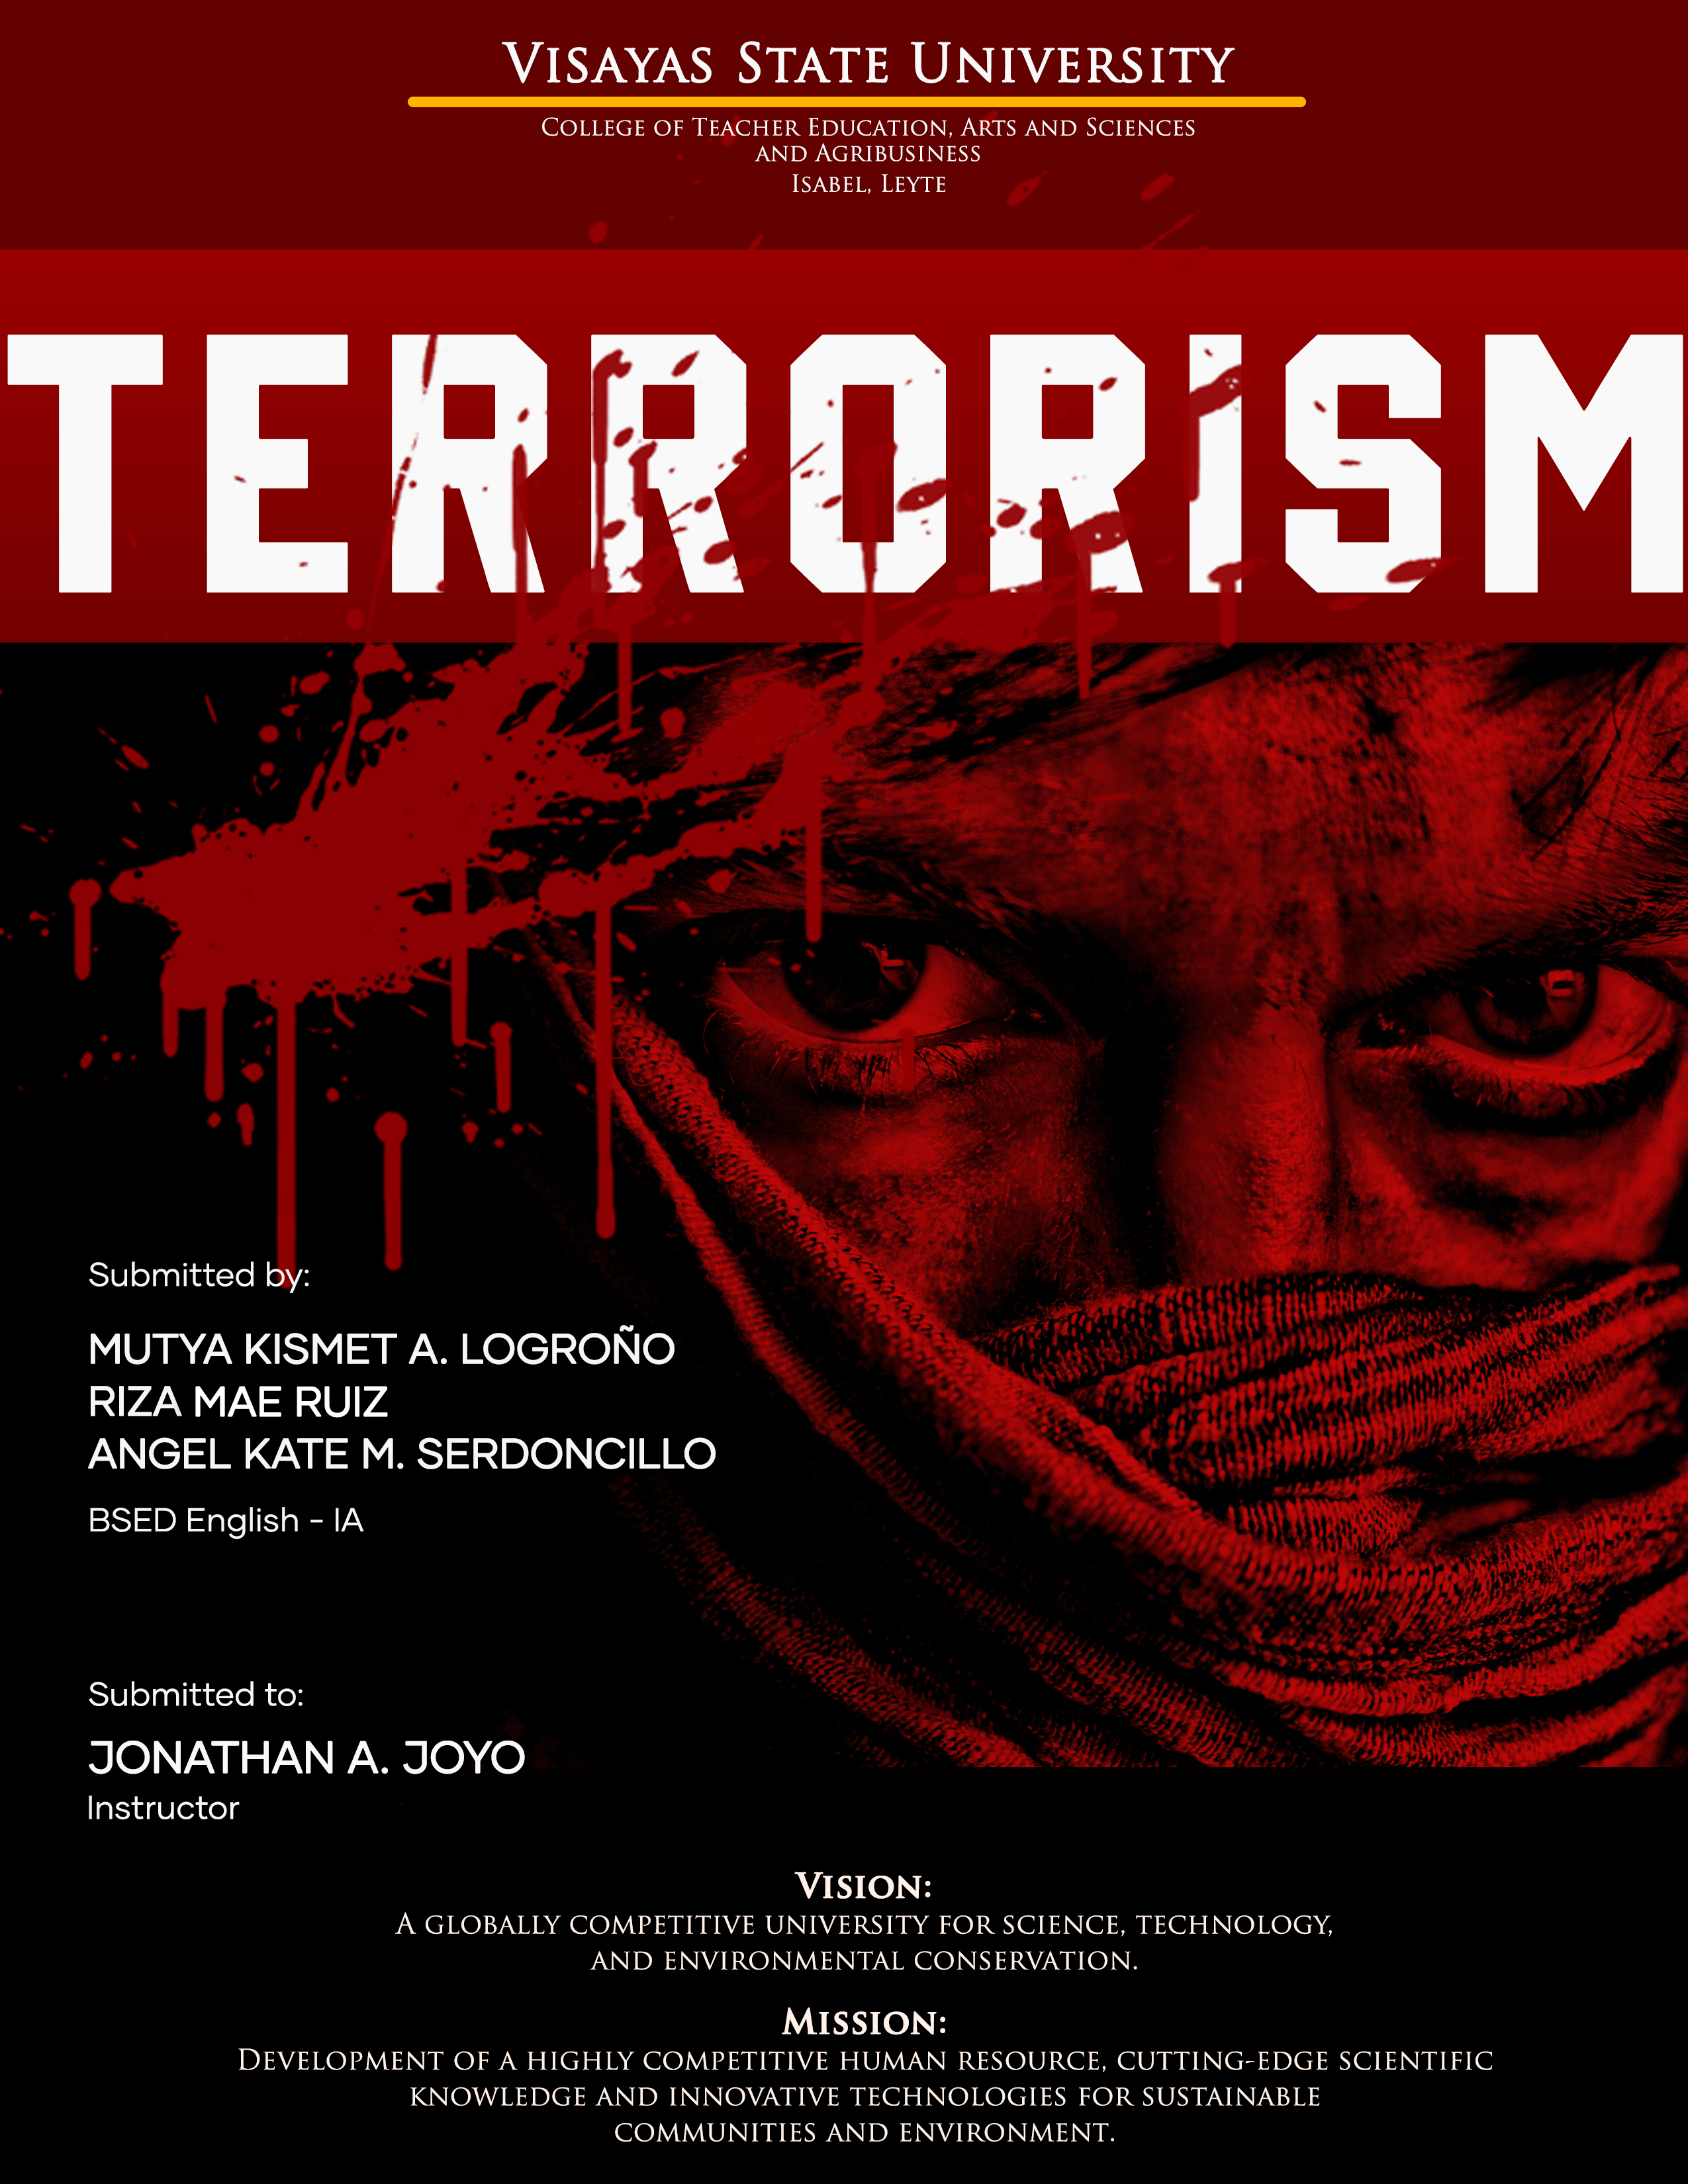 VISAYAS STATE UNIVERSITY
COLLEGE OF TEACHER EDUCATION, ARTS AND SCIENCES
AND AGRIBUSINESS
ISABEL, LEYTE
TERRORISM
Submitted by:
MUTYA KISMET A. LOGROÑO
RIZA MAE RUIZ
ANGEL KATE M. SERDONCILLO
BSED English - IA
Submitted to:
JONATHAN A. JOYO
Instructor
VISION:
A GLOBALLY COMPETITIVE UNIVERSITY FOR SCIENCE, TECHNOLOGY,
AND ENVIRONMENTAL CONSERVATION.
MISSION:
DEVELOPMENT OF A HIGHLY COMPETITIVE HUMAN RESOURCE, CUTTING-EDGE SCIENTIFIC
KNOWLEDGE AND INNOVATIVE TECHNOLOGIES FOR SUSTAINABLE
COMMUNITIES AND ENVIRONMENT.